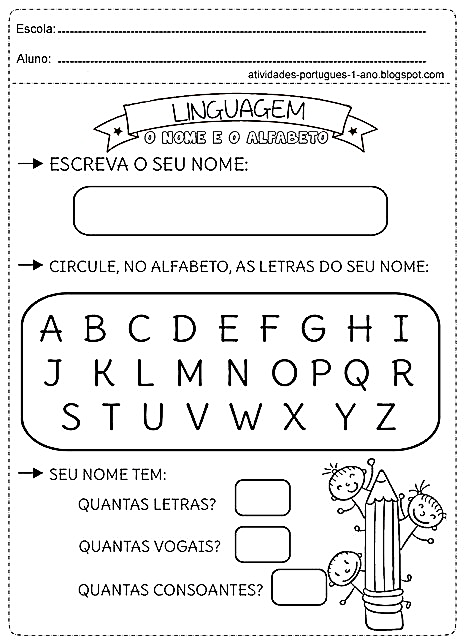 Escola:
Aluno:
atividades-portugues-1-ano.blogspot.com
LINGUAGEM
O NOME E O ALFABETO
ESCREVA O SEU NOME:
CIRCULE, NO ALFABETO, AS LETRAS DO SEU NOME:
A B C D E F G H I
J K L M N O P Q R
S T U V W X Y Z
SEU NOME TEM:
QUANTAS LETRAS?
QUANTAS VOGAIS?
QUANTAS CONSOANTES?